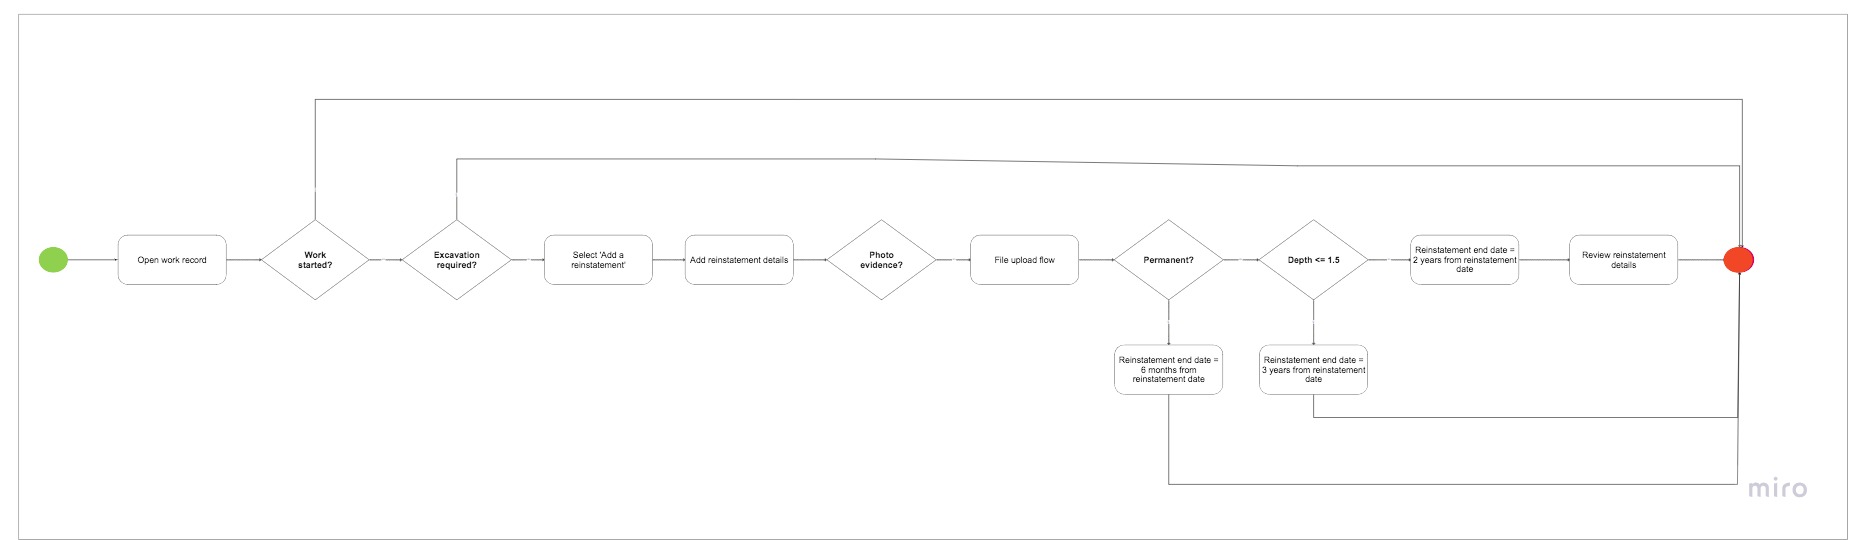 Open work record
Work
started?
Excavation
required?
Select 'Add a
reinstatement'
Add reinstatement details
Photo
evidence?
File upload flow
Permanent?
Depth <= 1.5
Reinstatement end date =
2 years from reinstatement
date
Review reinstatement
details
Reinstatement end date =
6 months from
reinstatement date
Reinstatement end date =
3 years from reinstatement
date
miro